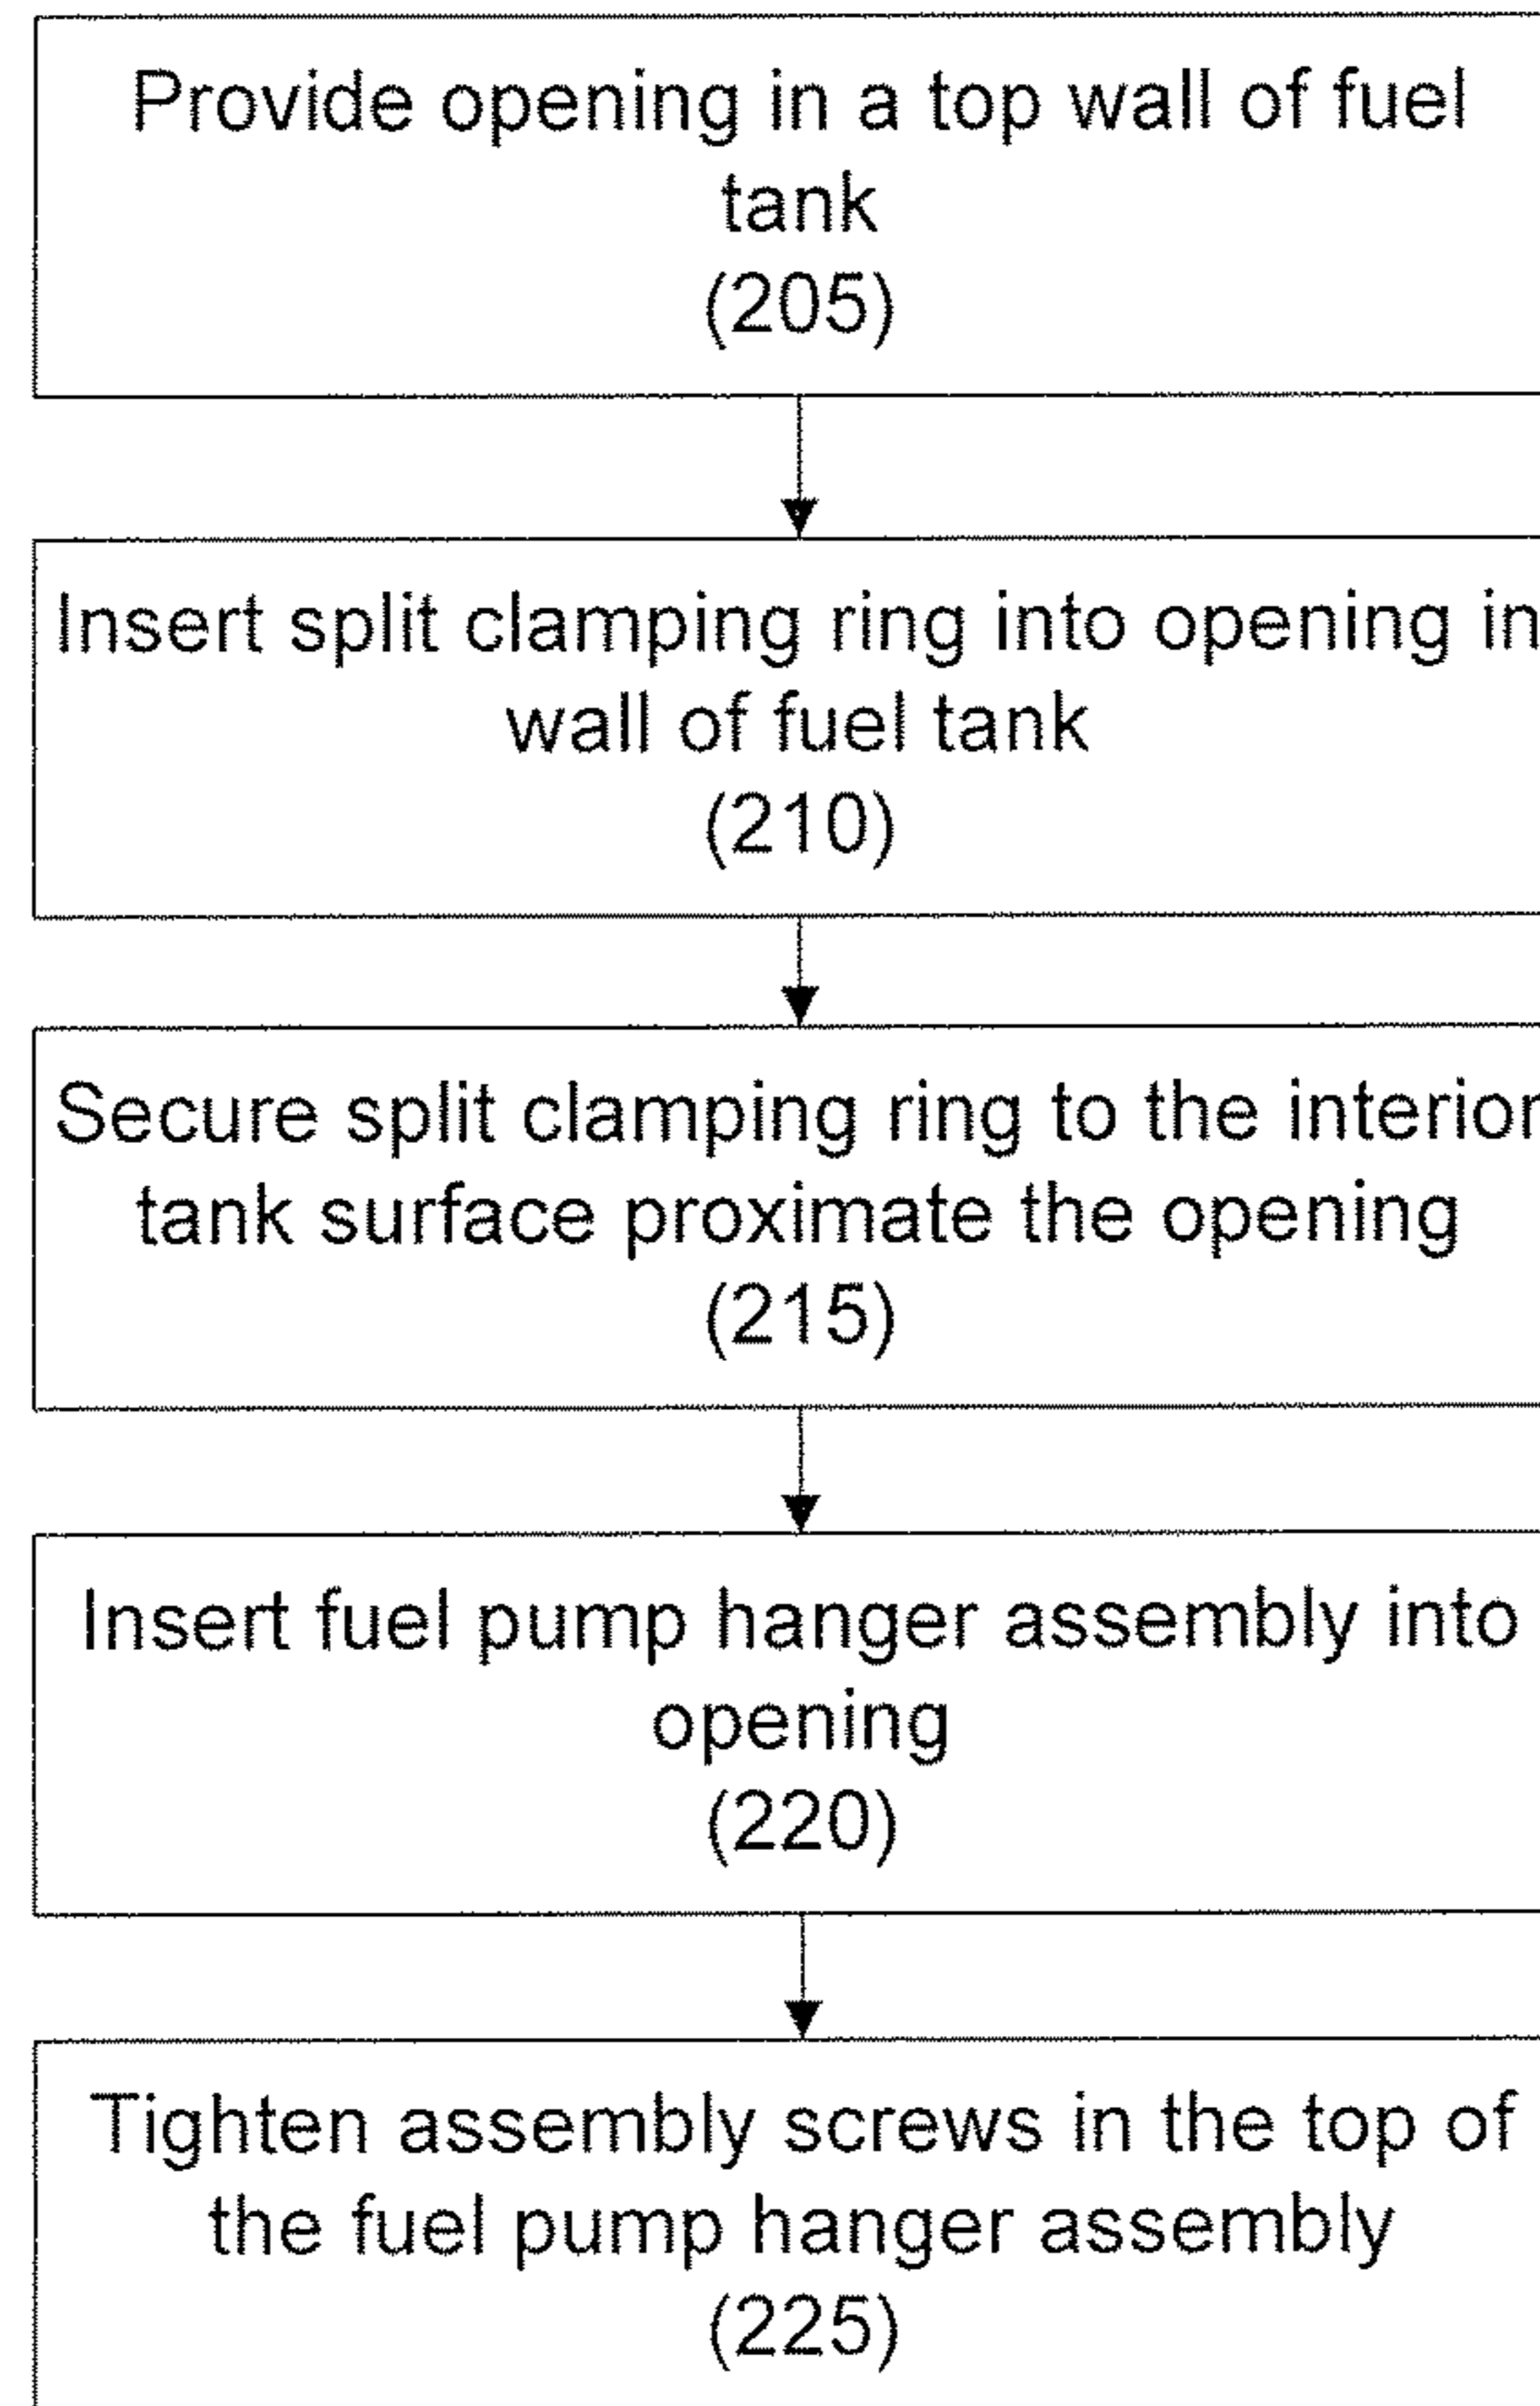 Provide opening in a top wall of fuel
tank
(205)
Insert split clamping ring into opening in
wall of fuel tank
(210)
Secure split clamping ring to the interior
tank surface proximate the opening
(215)
Insert fuel pump hanger assembly into
opening
(220)
Tighten assembly screws in the top of
the fuel pump hanger assembly
(225)